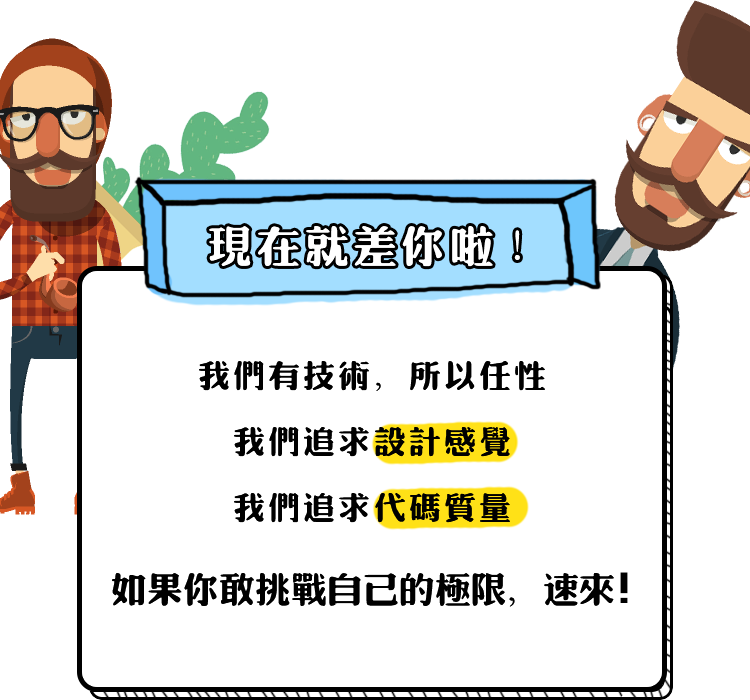 現在就差你啦！
我們有技術，所以任性
我們追求設計感覺
我們追求代碼質量
如果你敢挑戰自己的極限，速來!